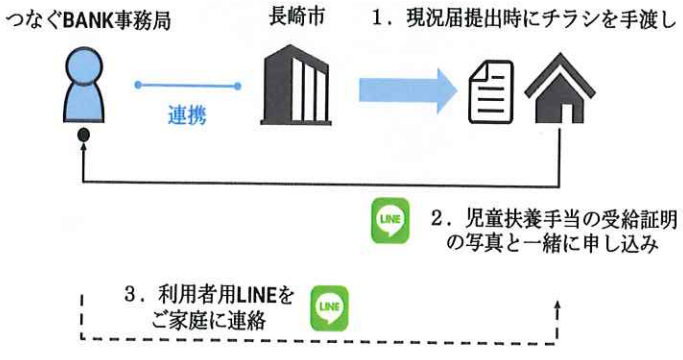 つなぐBANK事務局
長崎市
1．現況届提出時にチラシを手渡し
連携
LINE
2．児童扶養手当の受給証明
の写真と一緒に申し込み
3．利用者用LINEを
ご家庭に連絡
LINE